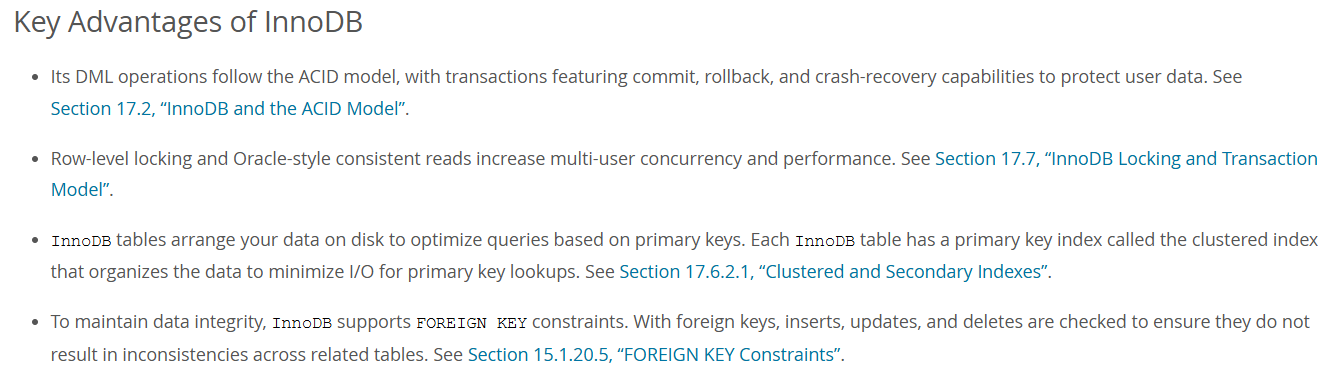 Key Advantages of InnoDB
• Its DML operations follow the ACID model, with transactions featuring commit, rollback, and crash-recovery capabilities to protect user data. See
Section 17.2, “InnoDB and the ACID Model”.
• Row-level locking and Oracle-style consistent reads increase multi-user concurrency and performance. See Section 17.7, “InnoDB Locking and Transaction
Model”.
• InnoDB tables arrange your data on disk to optimize queries based on primary keys. Each InnoDB table has a primary key index called the clustered index
that organizes the data to minimize I/O for primary key lookups. See Section 17.6.2.1, “Clustered and Secondary Indexes”.
• To maintain data integrity, InnoDB supports FOREIGN KEY constraints. With foreign keys, inserts, updates, and deletes are checked to ensure they do not
result in inconsistencies across related tables. See Section 15.1.20.5, “FOREIGN KEY Constraints”.